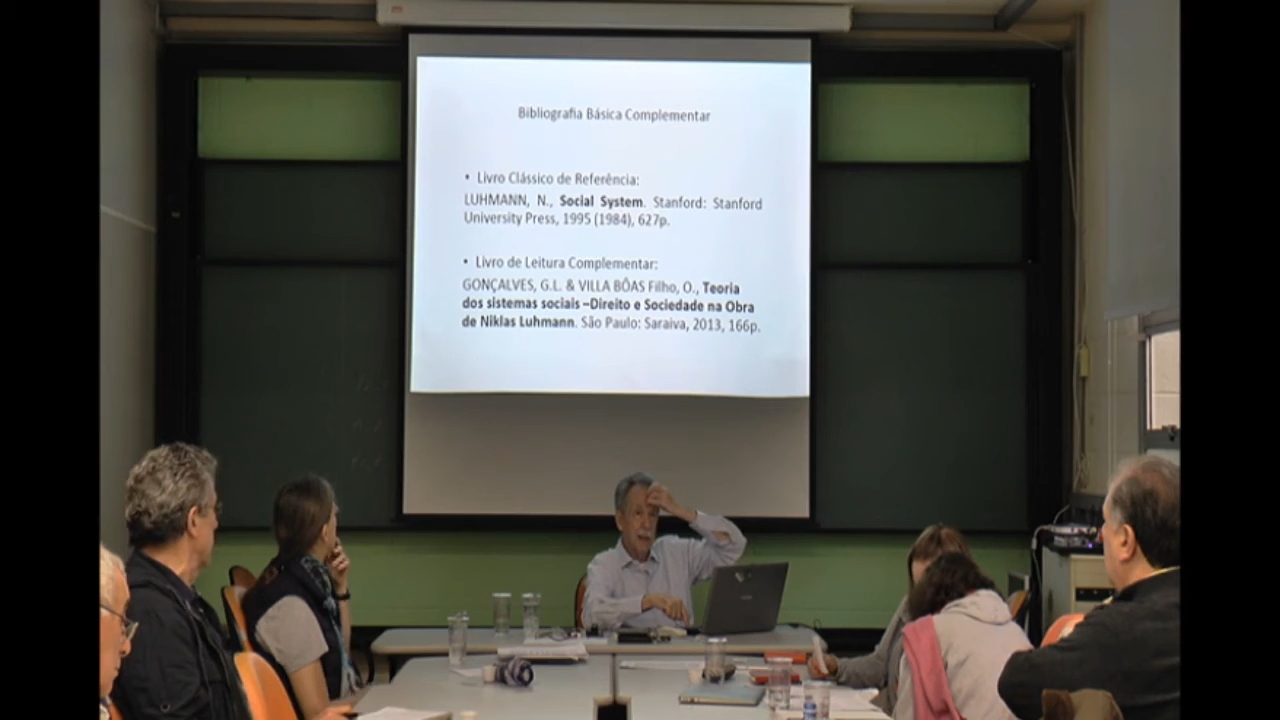 Bibliografia Básica Complementar
• Livro Clássico de Referência:
LUHMANN, N., Social System. Stanford: Stanford
University Press, 1995 (1984), 627p.
• Livro de Leitura Complementar:
GONÇALVES, G.L. & VILLA BÔAS Filho, O., Teoria
dos sistemas sociais –Direito e Sociedade na Obra
de Niklas Luhmann. São Paulo: Saraiva, 2013, 166p.